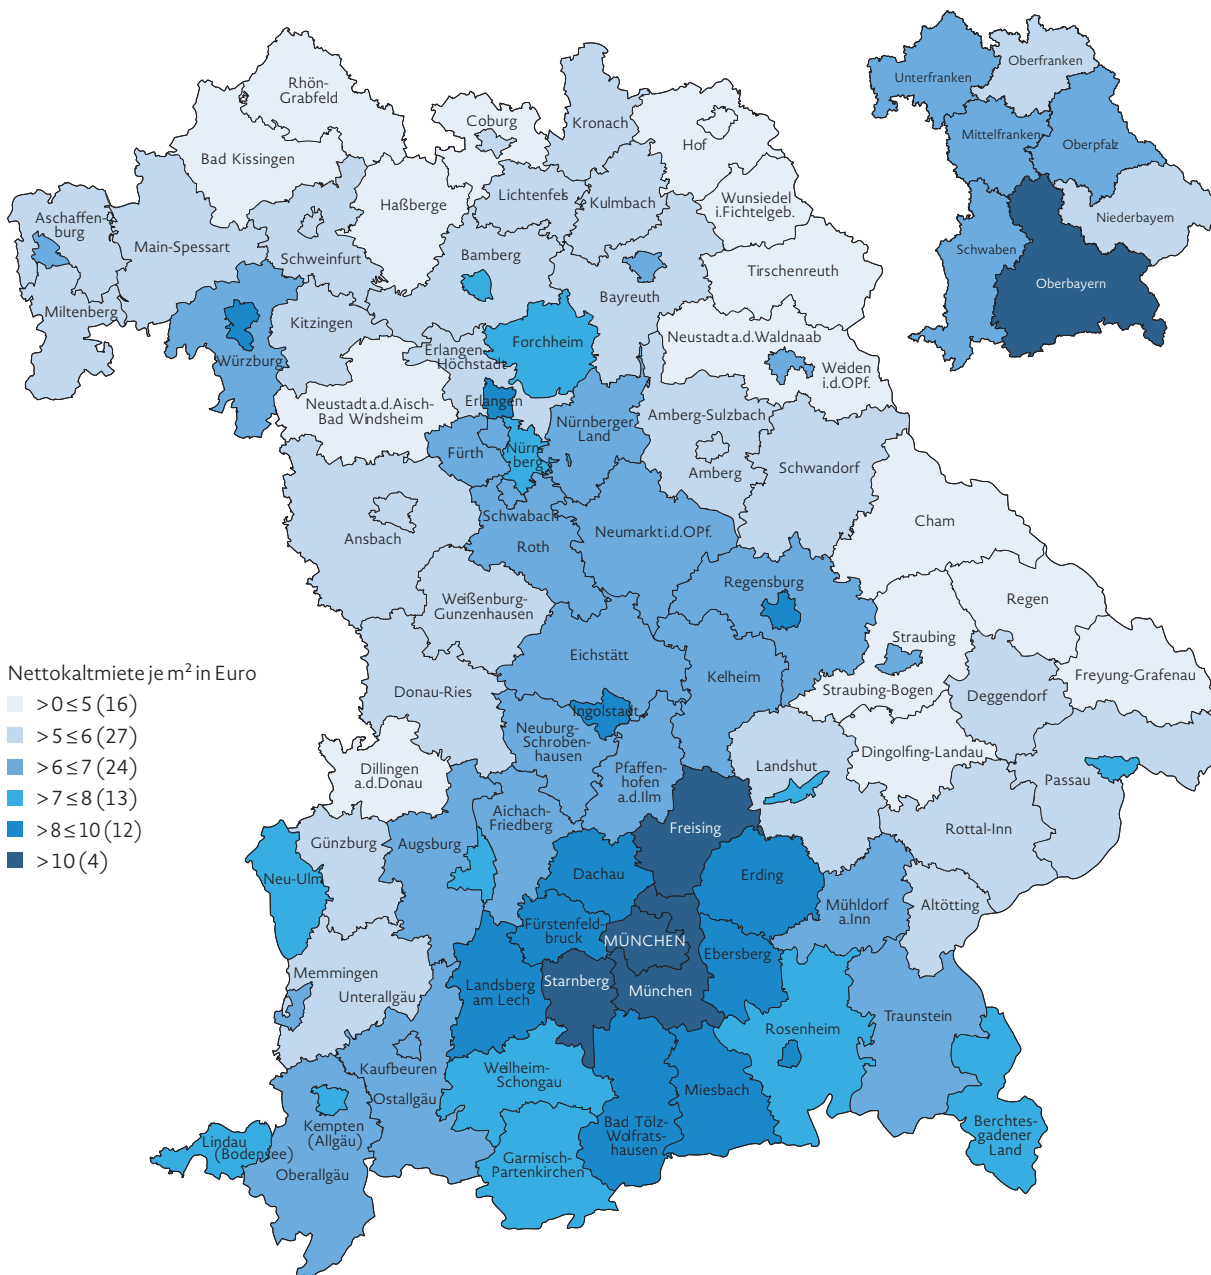 Rhön-
Grabfeld
Coburg
Kronach
Hof
Bad Kissingen
Lichtenfels
Kulmbach
Wunsiedel
i.Fichtelgeb.
Haßberge
Aschaffen-
burg
Main-Spessart
Schweinfurt
Bamberg
Tirschenreuth
Bayreuth
Miltenberg
Kitzingen
Würzburg
Forchheim
Erlangen-
Höchstadt
Neustadt a.d.Waldnaab
Weiden
i.d.OPf.
Neustadt a.d.Aisch-
Bad Windsheim
Erlangen
Fürth
Nürn-
berg
Nürnberger
Land
Amberg-Sulzbach
Amberg
Schwandorf
Ansbach
Schwabach
Roth
Neumarkt i.d.OPf.
Cham
Weißenburg-
Gunzenhausen
Regensburg
Regen
Straubing
Eichstätt
Kelheim
Straubing-Bogen
Deggendorf
Freyung-Grafenau
Donau-Ries
Ingolstadt
Neuburg-
Schroben-
hausen
Pfaffen-
hofen
a.d.Ilm
Landshut
Dingolfing-Landau
Passau
Dillingen
a.d.Donau
Aichach-
Friedberg
Freising
Rottal-Inn
Günzburg
Augsburg
Neu-Ulm
Dachau
Erding
Mühldorf
a.Inn
Altötting
Fürstenfeld-
bruck
MÜNCHEN
Ebersberg
Memmingen
Unterallgäu
Landsberg
am Lech
Starnberg
München
Rosenheim
Traunstein
Kaufbeuren
Ostallgäu
Weilheim-
Schongau
Miesbach
Bad Tölz-
Wolfrats-
hausen
Kempten
(Allgäu)
Lindau
(Bodensee)
Oberallgäu
Garmisch-
Partenkirchen
Berchtes-
gadener
Land
Unterfranken
Oberfranken
Mittelfranken
Oberpfalz
Niederbayern
Schwaben
Oberbayern
Nettokaltmiete je m² in Euro
>0≤5 (16)
>5≤6 (27)
>6≤7 (24)
>7≤8 (13)
>8≤10 (12)
>10 (4)